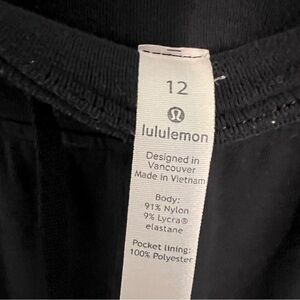 12
lululemon
Designed in
Vancouver
Made in Vietnam
Body:
91% Nylon
9% Lycra®
elastane
Pocket lining:
100% Polyester